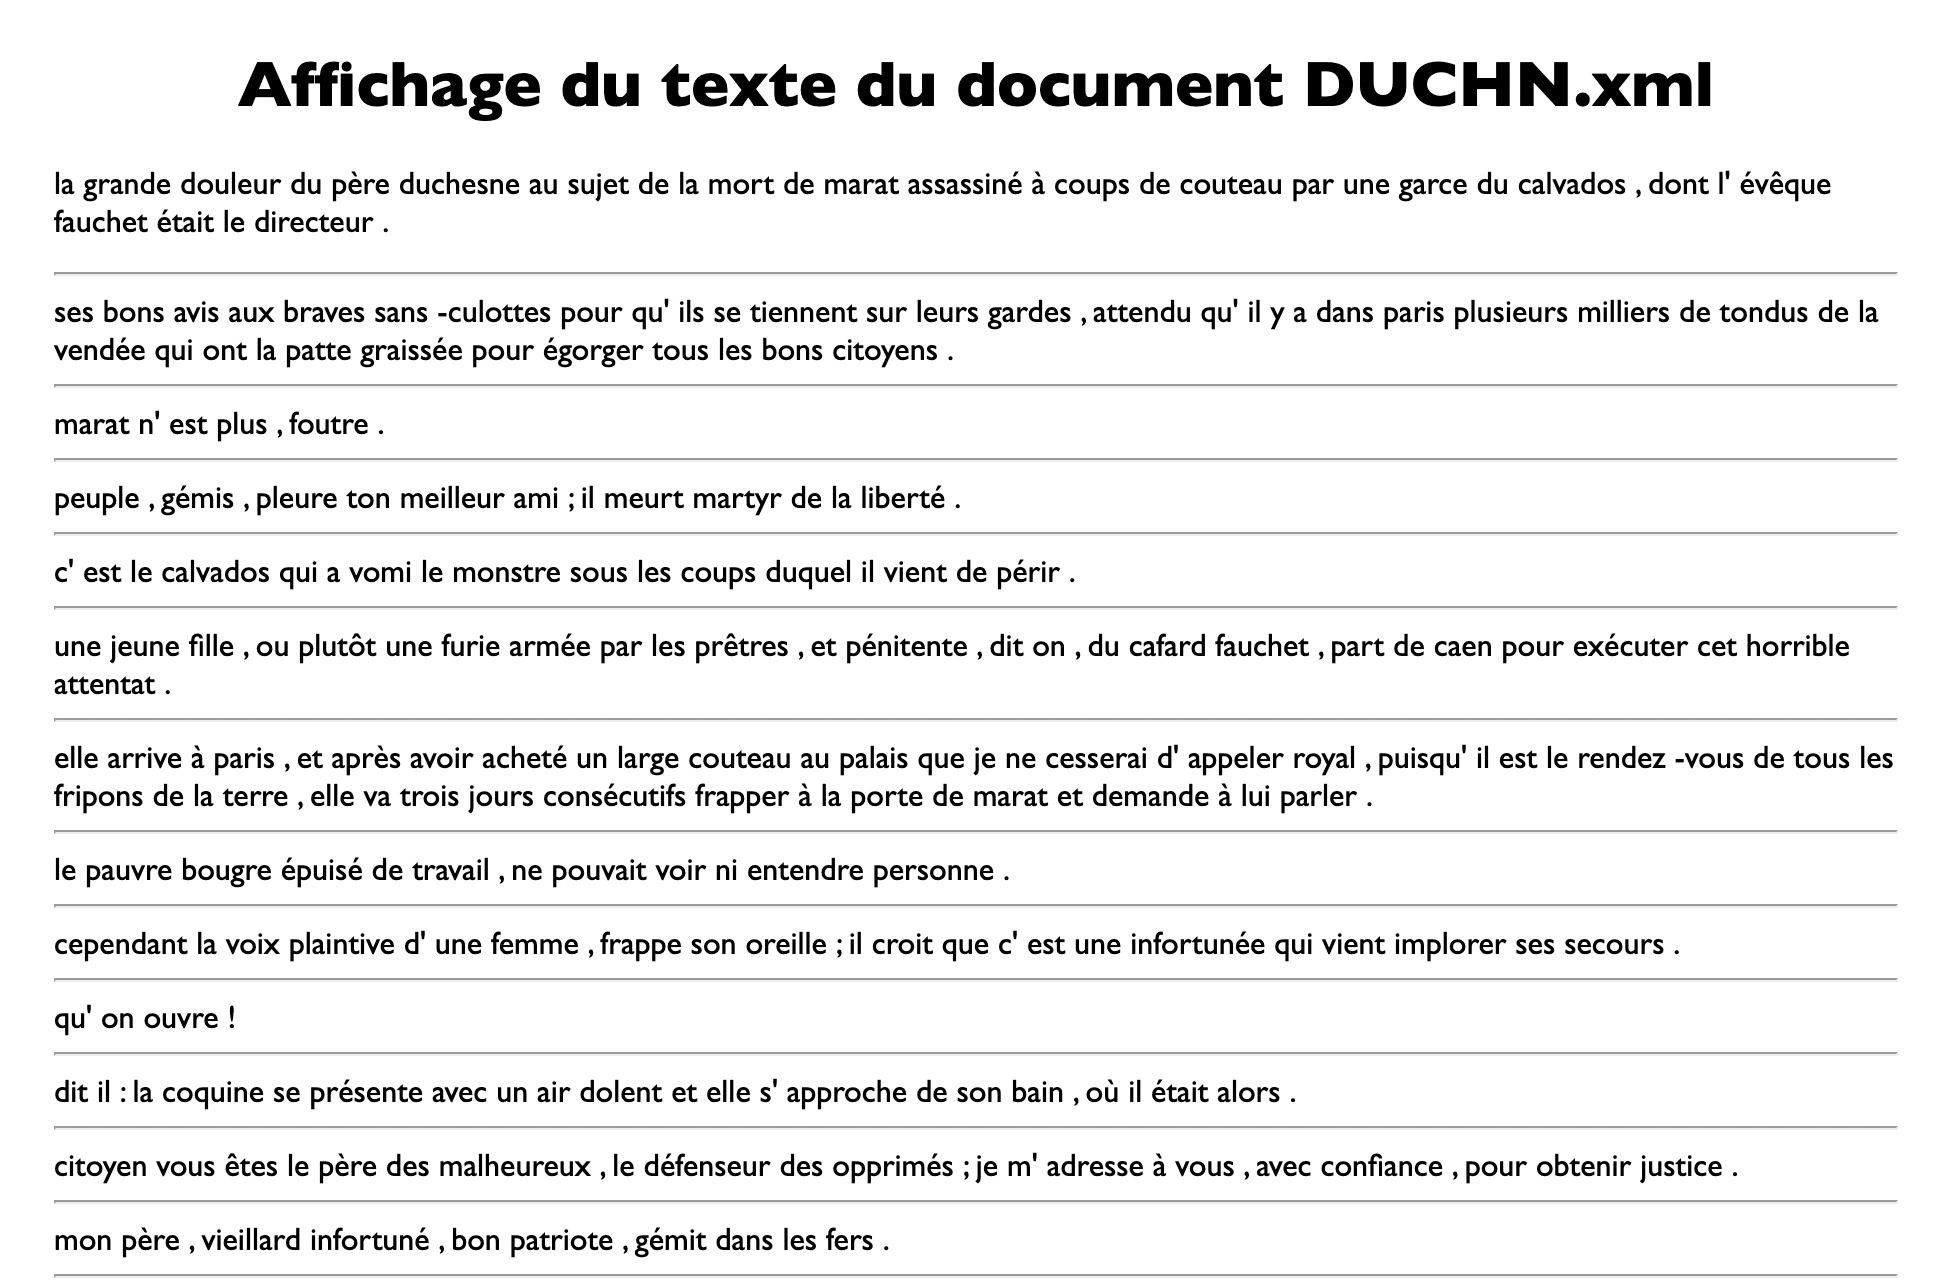 Affichage du texte du document DUCHN.xml
la grande douleur du père duchesne au sujet de la mort de marat assassiné à coups de couteau par une garce du calvados , dont l' évêque
fauchet était le directeur .
ses bons avis aux braves sans -culottes pour qu' ils se tiennent sur leurs gardes , attendu qu' il y a dans paris plusieurs milliers de tondus de la
vendée qui ont la patte graissée pour égorger tous les bons citoyens .
marat n' est plus , foutre .
peuple , gémis , pleure ton meilleur ami ; il meurt martyr de la liberté .
c' est le calvados qui a vomi le monstre sous les coups duquel il vient de périr .
une jeune fille , ou plutôt une furie armée par les prêtres , et pénitente , dit on , du cafard fauchet , part de caen pour exécuter cet horrible
attentat .
elle arrive à paris , et après avoir acheté un large couteau au palais que je ne cesserai d' appeler royal , puisqu' il est le rendez -vous de tous les
fripons de la terre , elle va trois jours consécutifs frapper à la porte de marat et demande à lui parler .
le pauvre bougre épuisé de travail , ne pouvait voir ni entendre personne .
cependant la voix plaintive d' une femme , frappe son oreille ; il croit que c' est une infortunée qui vient implorer ses secours .
qu' on ouvre !
dit il : la coquine se présente avec un air dolent et elle s' approche de son bain , où il était alors .
citoyen vous êtes le père des malheureux , le défenseur des opprimés ; je m' adresse à vous , avec confiance , pour obtenir justice .
mon père , vieillard infortuné , bon patriote , gémit dans les fers .